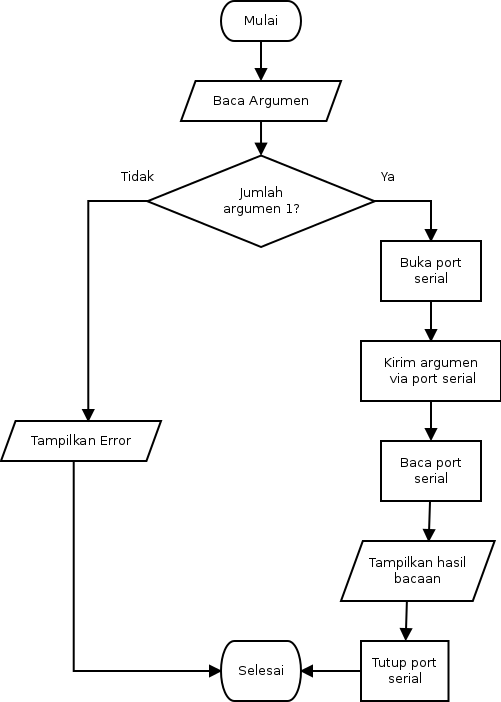 Mulai
Baca Argumen
Tidak
Ya
Jumlah
argumen 1?
Buka port
serial
Kirim argumen
via port serial
Tampilkan Error
Baca port
serial
Tampilkan hasil
bacaan
Selesai
Tutup port
serial